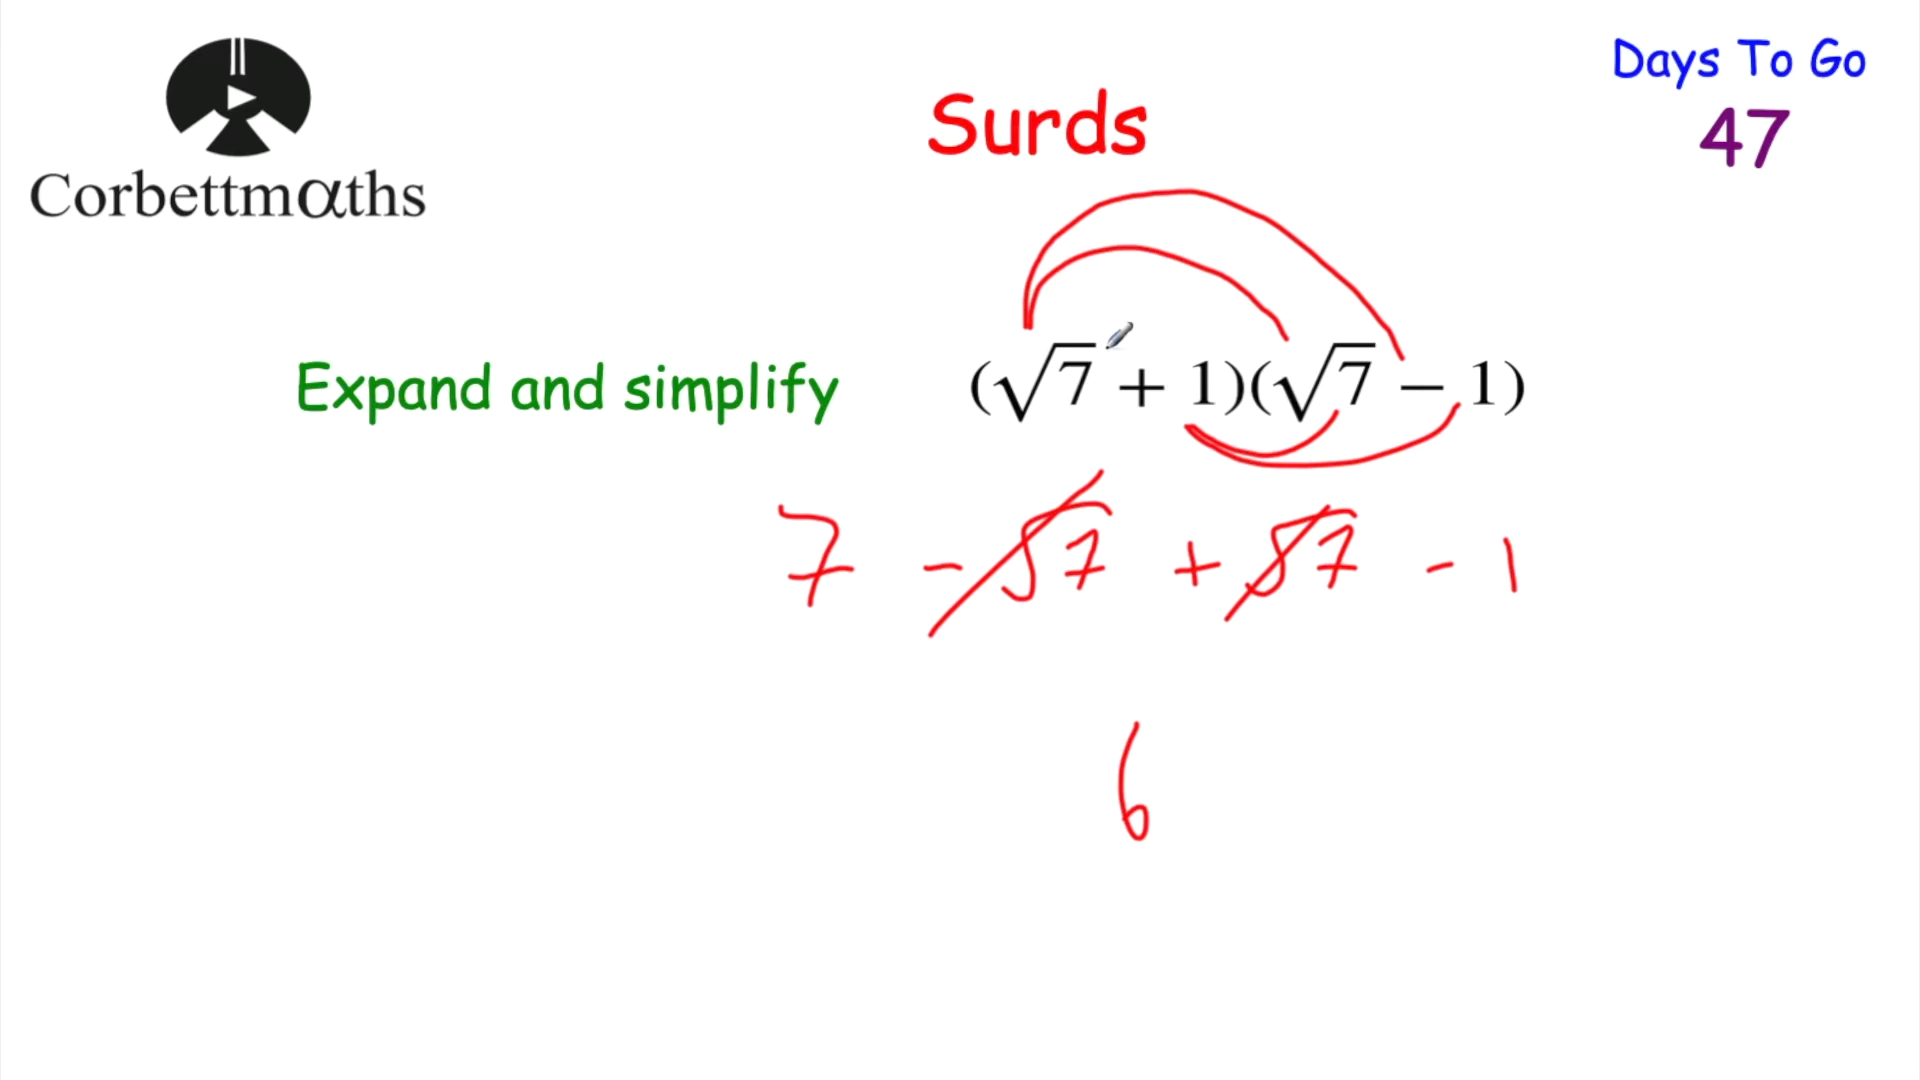 Corbettmαths
Surds
Days To Go
47
Expand and simplify (√7 + 1)(√7 − 1)
7 - √7 + √7 - 1
6